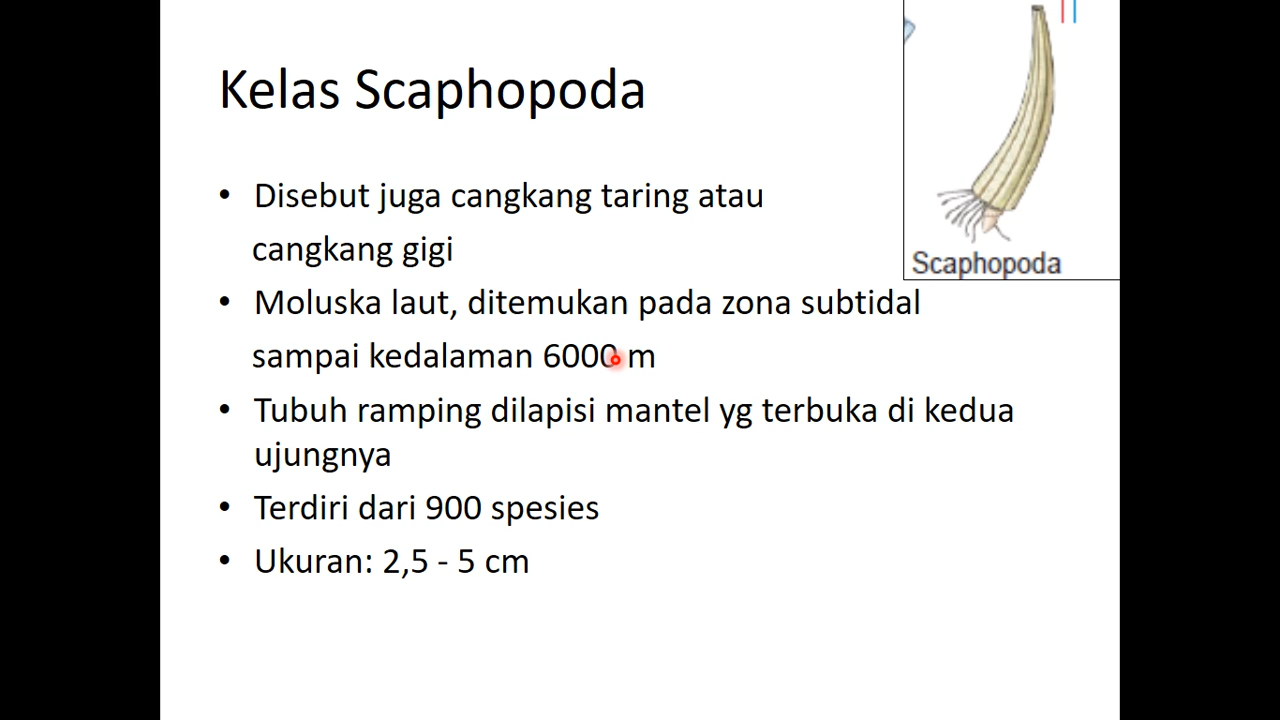 Kelas Scaphopoda
• Disebut juga cangkang taring atau
cangkang gigi
Scaphopoda
• Moluska laut, ditemukan pada zona subtidal
sampai kedalaman 6000 m
• Tubuh ramping dilapisi mantel yg terbuka di kedua
ujungnya
• Terdiri dari 900 spesies
• Ukuran: 2,5 - 5 cm